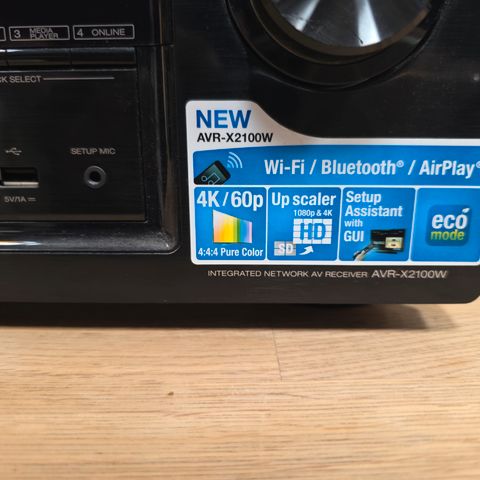 3 MEDIA PLAYER
4 ONLINE
CK SELECT
SETUP MIC
5V/1A
NEW
AVR-X2100W
Wi-Fi / Bluetooth® / AirPlay®
4K/60p
4:4:4 Pure Color
Up scaler
1080p & 4K
HD
SD
Setup
Assistant
with
GUI
eco
mode
INTEGRATED NETWORK AV RECEIVER AVR-X2100W